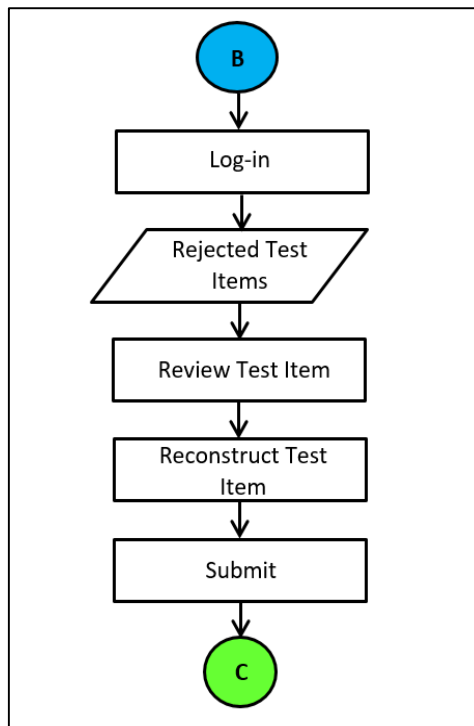 B
Log-in
Rejected Test
Items
Review Test Item
Reconstruct Test
Item
Submit
C